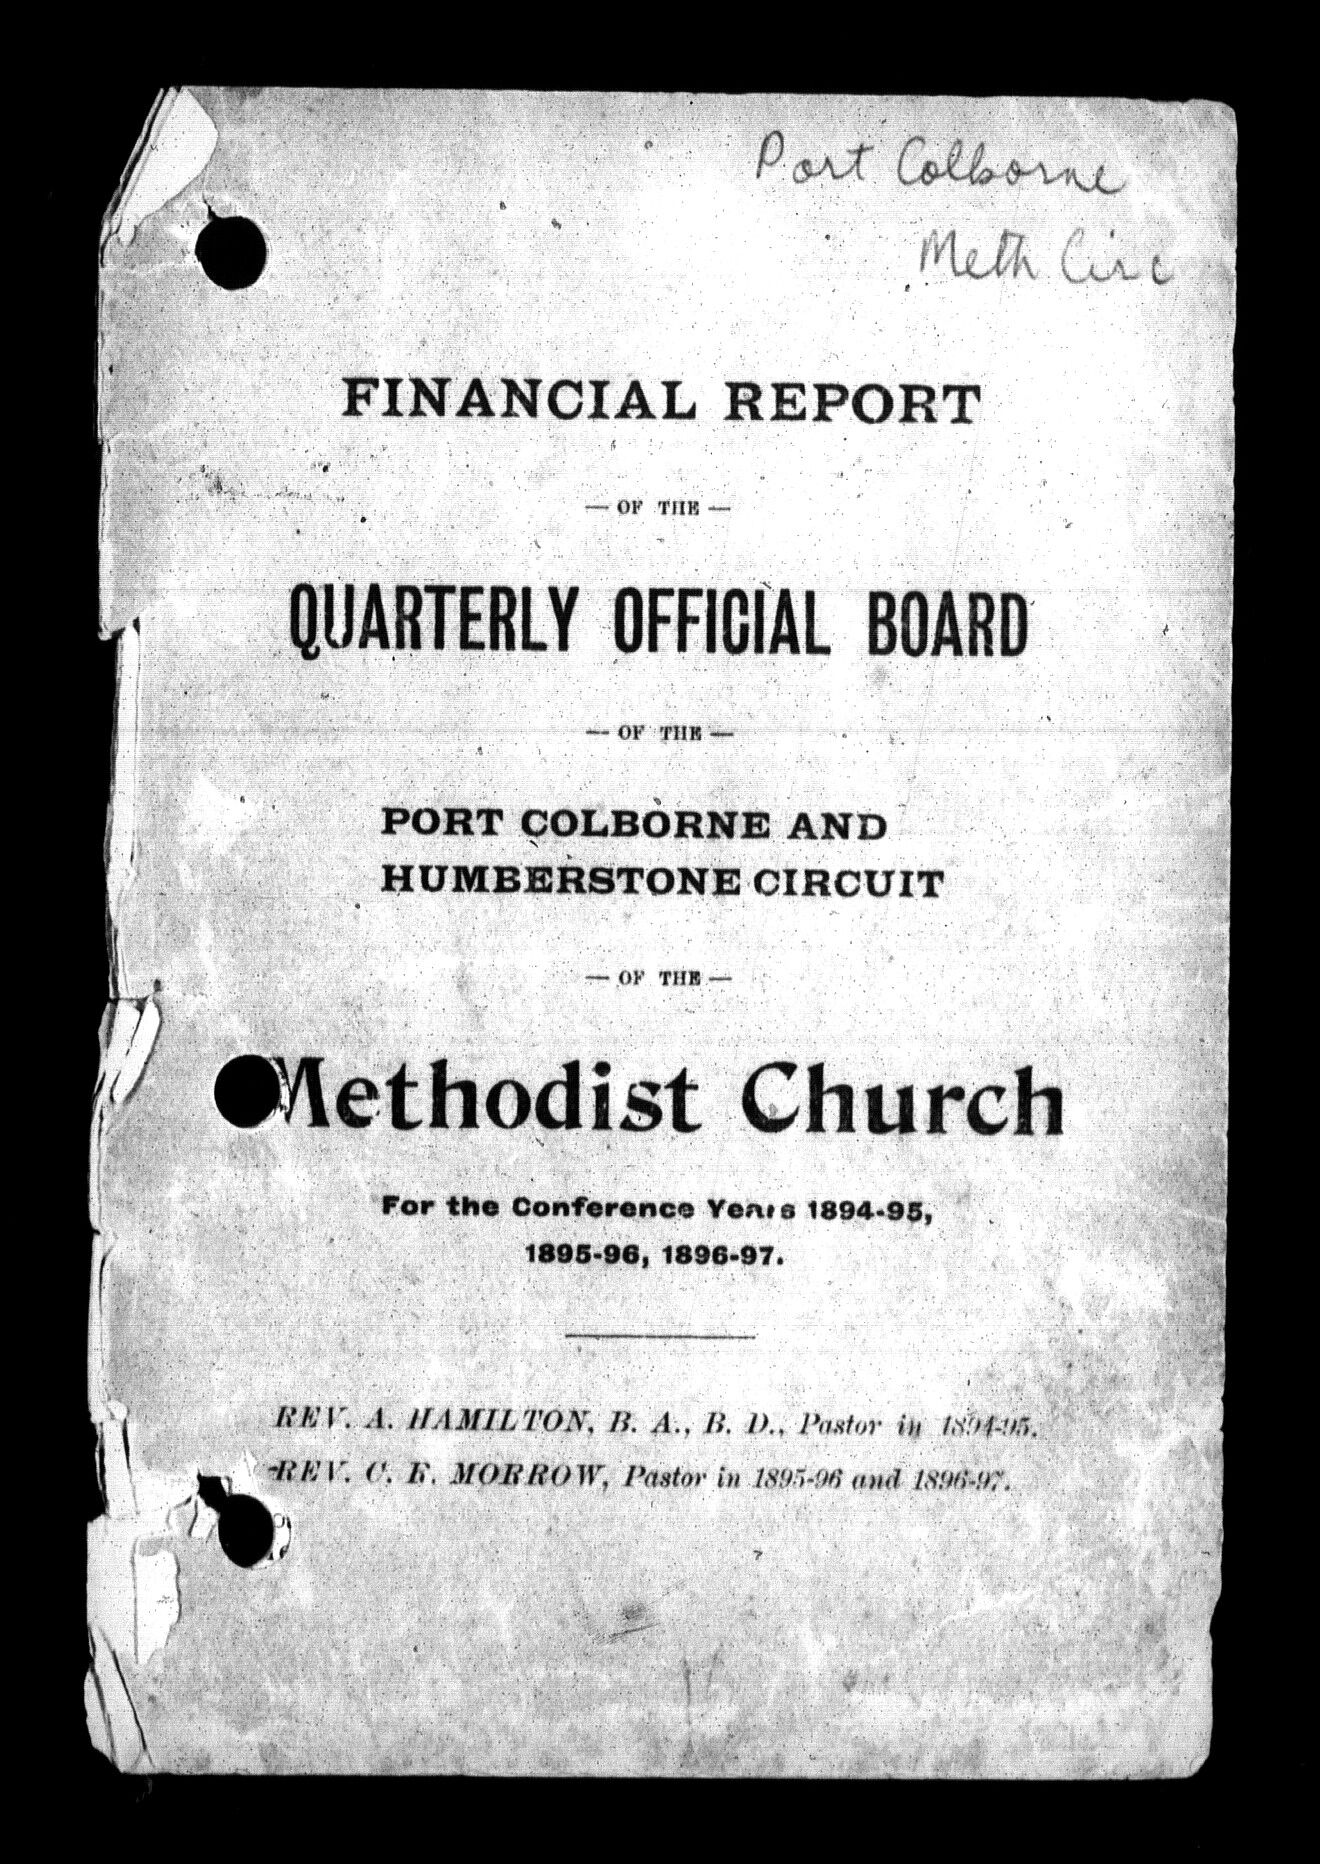 Port Colborne
Meth Circ
FINANCIAL REPORT
— OF THE —
QUARTERLY OFFICIAL BOARD
— OF THE —
PORT COLBORNE AND
HUMBERSTONE CIRCUIT
— OF THE —
Methodist Church
For the Conference Years 1894-95,
1895-96, 1896-97.
REV. A. HAMILTON, B. A., B. D., Pastor in 1894-95.
REV. C. E. MORROW, Pastor in 1895-96 and 1896-97.